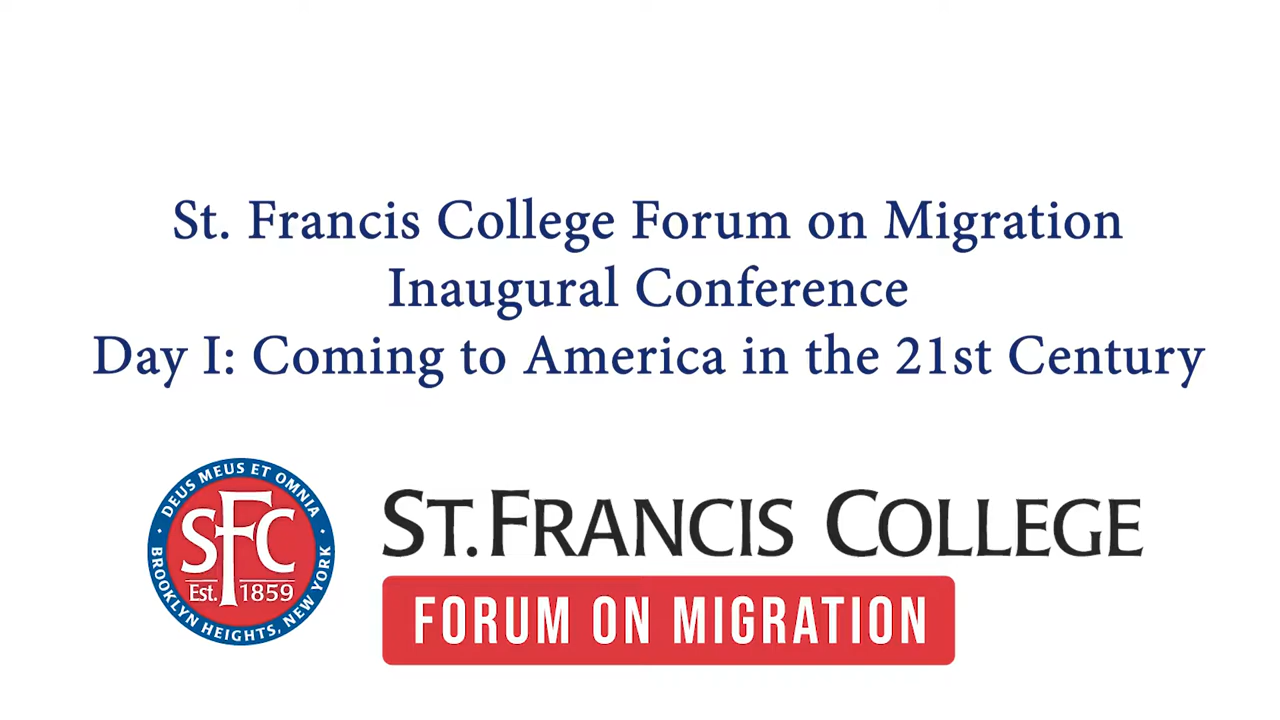 St. Francis College Forum on Migration
Inaugural Conference
Day I: Coming to America in the 21st Century
DEUS MEUS ET OMNIA
SFC
Est. 1859
BROOKLYN HEIGHTS, NEW YORK
ST. FRANCIS COLLEGE
FORUM ON MIGRATION